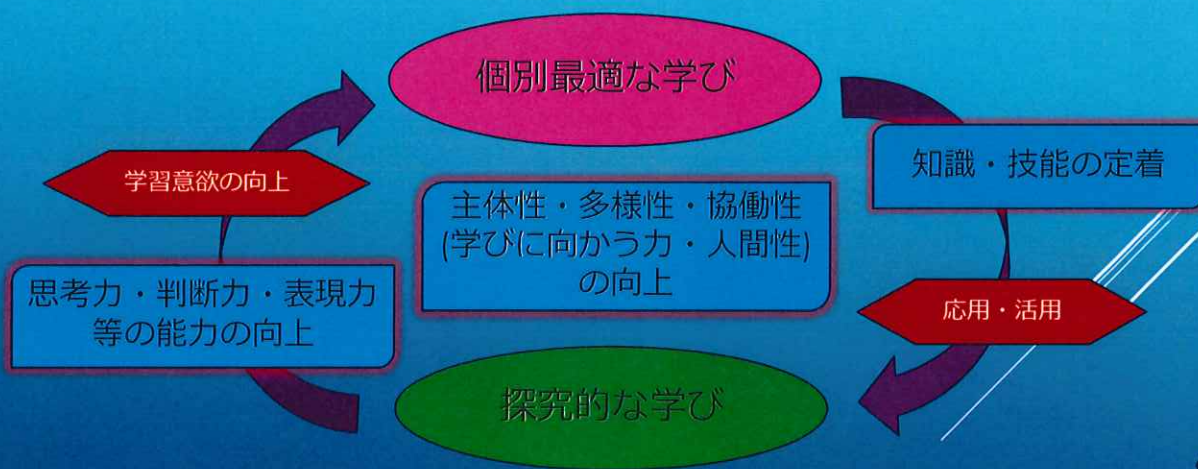 個別最適な学び
学習意欲の向上
知識・技能の定着
主体性・多様性・協働性
(学びに向かう力・人間性)
の向上
思考力・判断力・表現力
等の能力の向上
応用・活用
探究的な学び